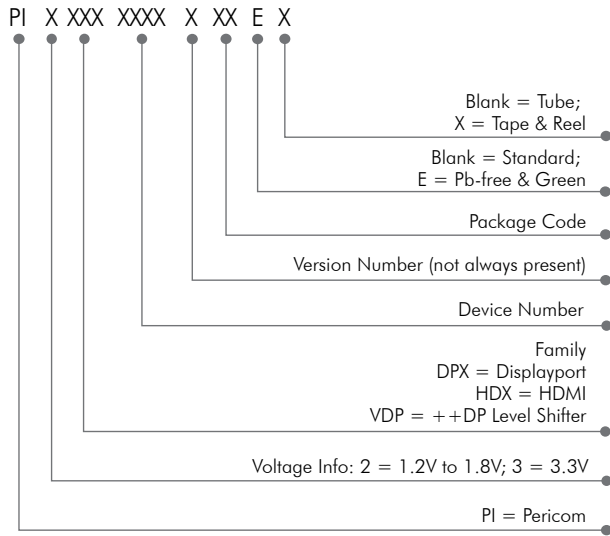 PI X XXX XXXX X XX E X
Blank = Tube;
X = Tape & Reel
Blank = Standard;
E = Pb-free & Green
Package Code
Version Number (not always present)
Device Number
Family
DPX = Displayport
HDX = HDMI
VDP = ++DP Level Shifter
Voltage Info: 2 = 1.2V to 1.8V; 3 = 3.3V
PI = Pericom